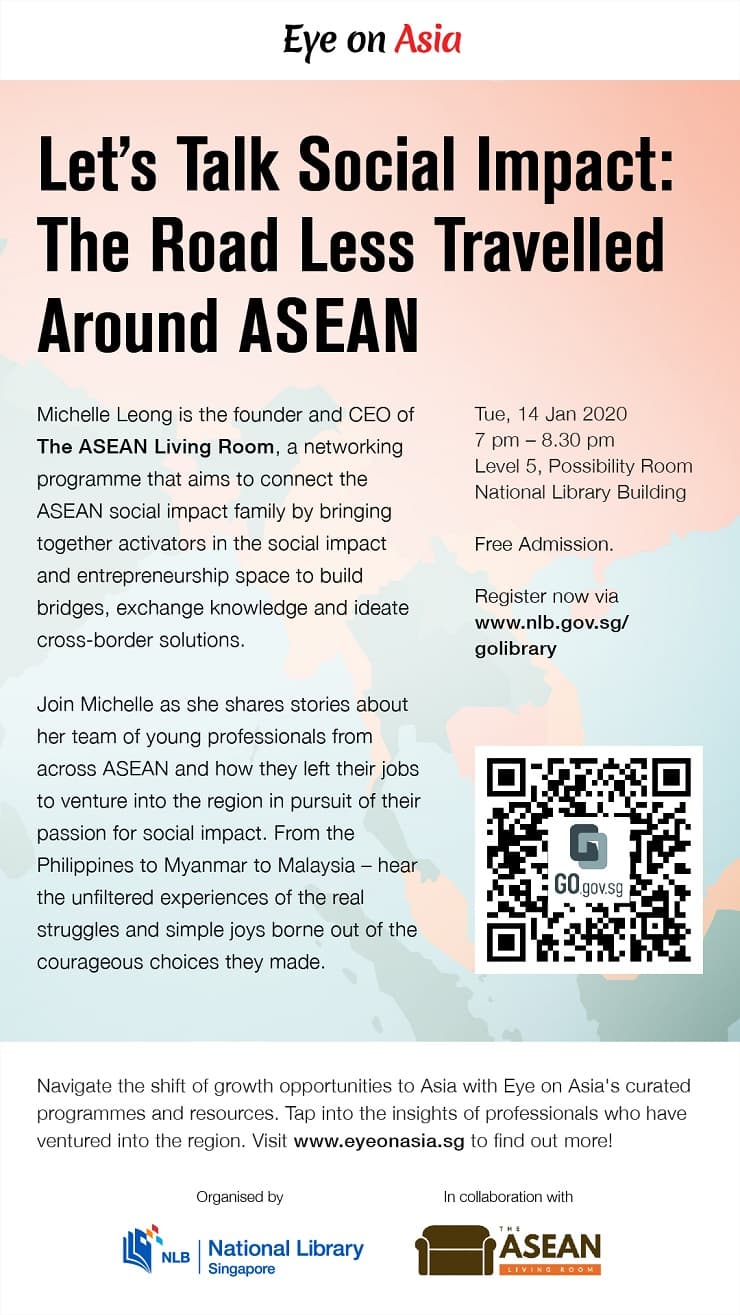 Eye on Asia
Let's Talk Social Impact:
The Road Less Travelled
Around ASEAN
Michelle Leong is the founder and CEO of
The ASEAN Living Room, a networking
programme that aims to connect the
ASEAN social impact family by bringing
together activators in the social impact
and entrepreneurship space to build
bridges, exchange knowledge and ideate
cross-border solutions.
Join Michelle as she shares stories about
her team of young professionals from
across ASEAN and how they left their jobs
to venture into the region in pursuit of their
passion for social impact. From the
Philippines to Myanmar to Malaysia – hear
the unfiltered experiences of the real
struggles and simple joys borne out of the
courageous choices they made.
Tue, 14 Jan 2020
7 pm – 8.30 pm
Level 5, Possibility Room
National Library Building
Free Admission.
Register now via
www.nlb.gov.sg/
golibrary
GO.gov.sg
Navigate the shift of growth opportunities to Asia with Eye on Asia's curated
programmes and resources. Tap into the insights of professionals who have
ventured into the region. Visit www.eyeonasia.sg to find out more!
Organised by
NLB
National Library
Singapore
In collaboration with
THE
ASEAN
LIVING ROOM